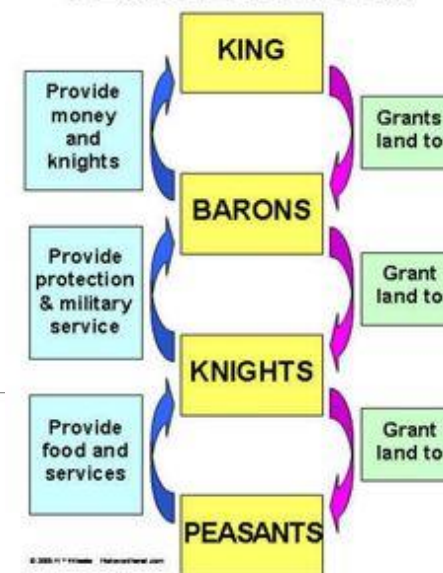 KING
Provide
money
and
knights
Grants
land to
BARONS
Provide
protection
& military
service
Grant
land to
KNIGHTS
Provide
food and
services
Grant
land to
PEASANTS